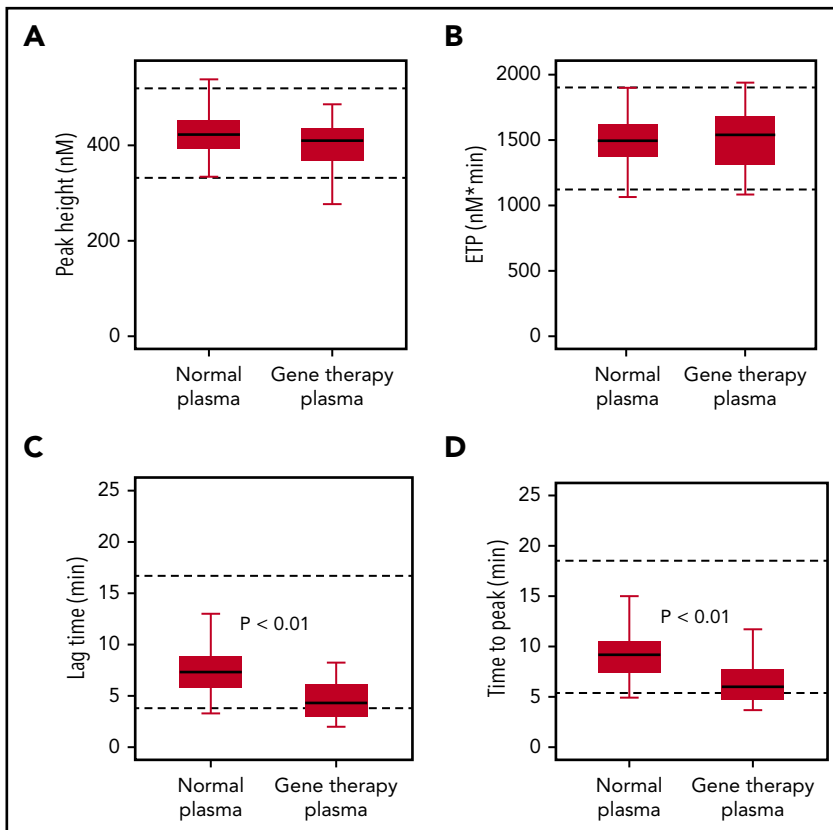 A
Peak height (nM)
400
200
0
Normal plasma
Gene therapy plasma
B
ETP (nM*min)
2000
1500
1000
500
0
Normal plasma
Gene therapy plasma
C
Lag time (min)
25
20
15
10
5
0
P < 0.01
Normal plasma
Gene therapy plasma
D
Time to peak (min)
25
20
15
10
5
0
P < 0.01
Normal plasma
Gene therapy plasma